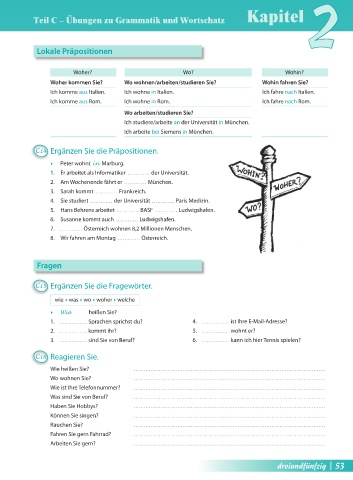 Teil C – Übungen zu Grammatik und Wortschatz
Kapitel 2
Lokale Präpositionen
Woher? Wo? Wohin?
Woher kommen Sie? Wo wohnen/arbeiten/studieren Sie? Wohin fahren Sie?
Ich komme aus Italien. Ich wohne in Italien. Ich fahre nach Italien.
Ich komme aus Rom. Ich wohne in Rom. Ich fahre nach Rom.
Wo arbeiten/studieren Sie?
Ich studiere/arbeite an der Universität in München.
Ich arbeite bei Siemens in München.
Ergänzen Sie die Präpositionen.
• Peter wohnt in Marburg.
1. Er arbeitet als Informatiker ............ der Universität.
2. Am Wochenende fährt er ............ München.
3. Sarah kommt ............ Frankreich.
4. Sie studiert ............ der Universität ............ Paris Medizin.
5. Hans Behrens arbeitet ............ BASF ............ Ludwigshafen.
6. Susanne kommt auch ............ Ludwigshafen.
7. ............ Österreich wohnen 8,2 Millionen Menschen.
8. Wir fahren am Montag ............ Österreich.
WOHIN?
WOHER?
WO?
Fragen
Ergänzen Sie die Fragewörter.
wie • was • wo • woher • welche
• Wie heißen Sie?
1. ............ Sprachen sprichst du?
2. ............ kommt ihr?
3. ............ sind Sie von Beruf?
4. ............ ist Ihre E-Mail-Adresse?
5. ............ wohnt er?
6. ............ kann ich hier Tennis spielen?
Reagieren Sie.
Wie heißen Sie?
Wo wohnen Sie?
Wie ist Ihre Telefonnummer?
Was sind Sie von Beruf?
Haben Sie Hobbys?
Können Sie singen?
Rauchen Sie?
Fahren Sie gern Fahrrad?
Arbeiten Sie gern?
dreiundfünfzig | 53